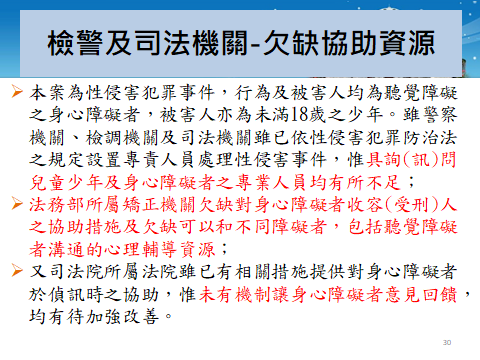 檢警及司法機關-欠缺協助資源
本案為性侵害犯罪事件，行為及被害人均為聽覺障礙
之身心障礙者，被害人亦為未滿18歲之少年。雖警察
機關、檢調機關及司法機關雖已依性侵害犯罪防治法
之規定設置專責人員處理性侵害事件，惟具詢(訊)問
兒童少年及身心障礙者之專業人員均有所不足；
法務部所屬矯正機關欠缺對身心障礙者收容(受刑)人
之協助措施及欠缺可以和不同障礙者，包括聽覺障礙
者溝通的心理輔導資源；
又司法院所屬法院雖已有相關措施提供對身心障礙者
於偵訊時之協助，惟未有機制讓身心障礙者意見回饋，
均有待加強改善。
30